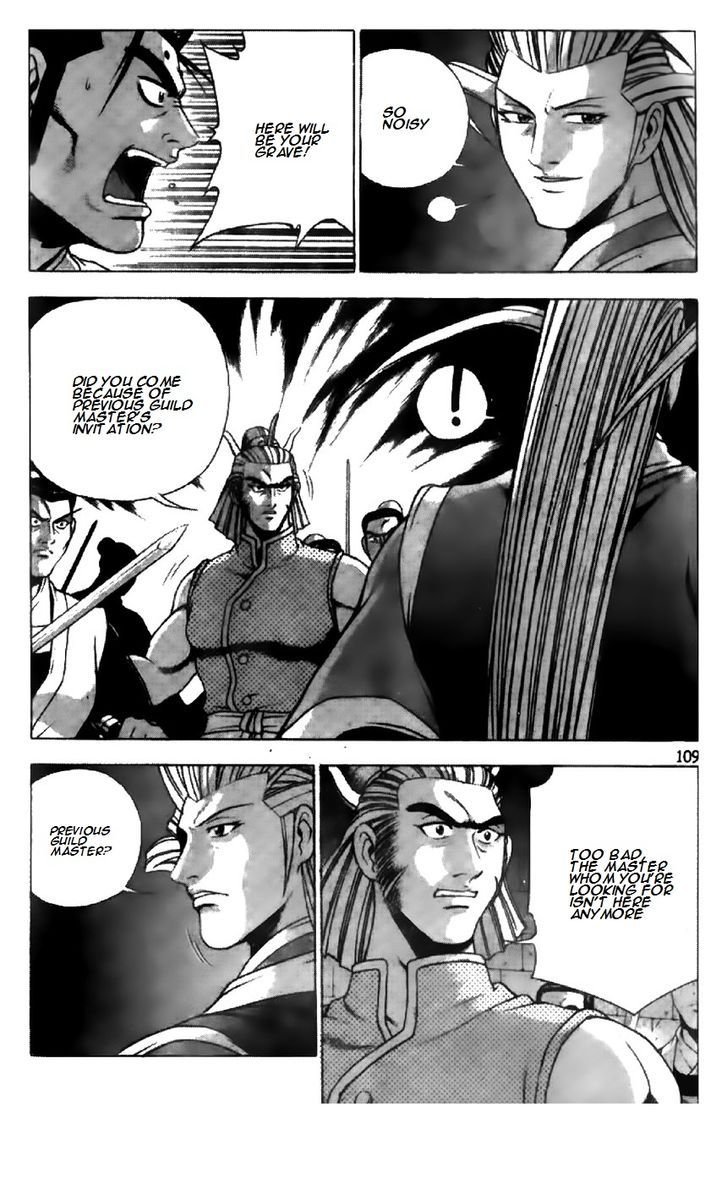 HERE WILL
BE YOUR
GRAVE!
SO
NOISY
DID YOU COME
BECAUSE OF
PREVIOUS GUILD
MASTER'S
INVITATION?
!
109
PREVIOUS
GUILD
MASTER?
TOO BAD,
THE MASTER
WHOM YOU'RE
LOOKING FOR
ISN'T HERE
ANYMORE